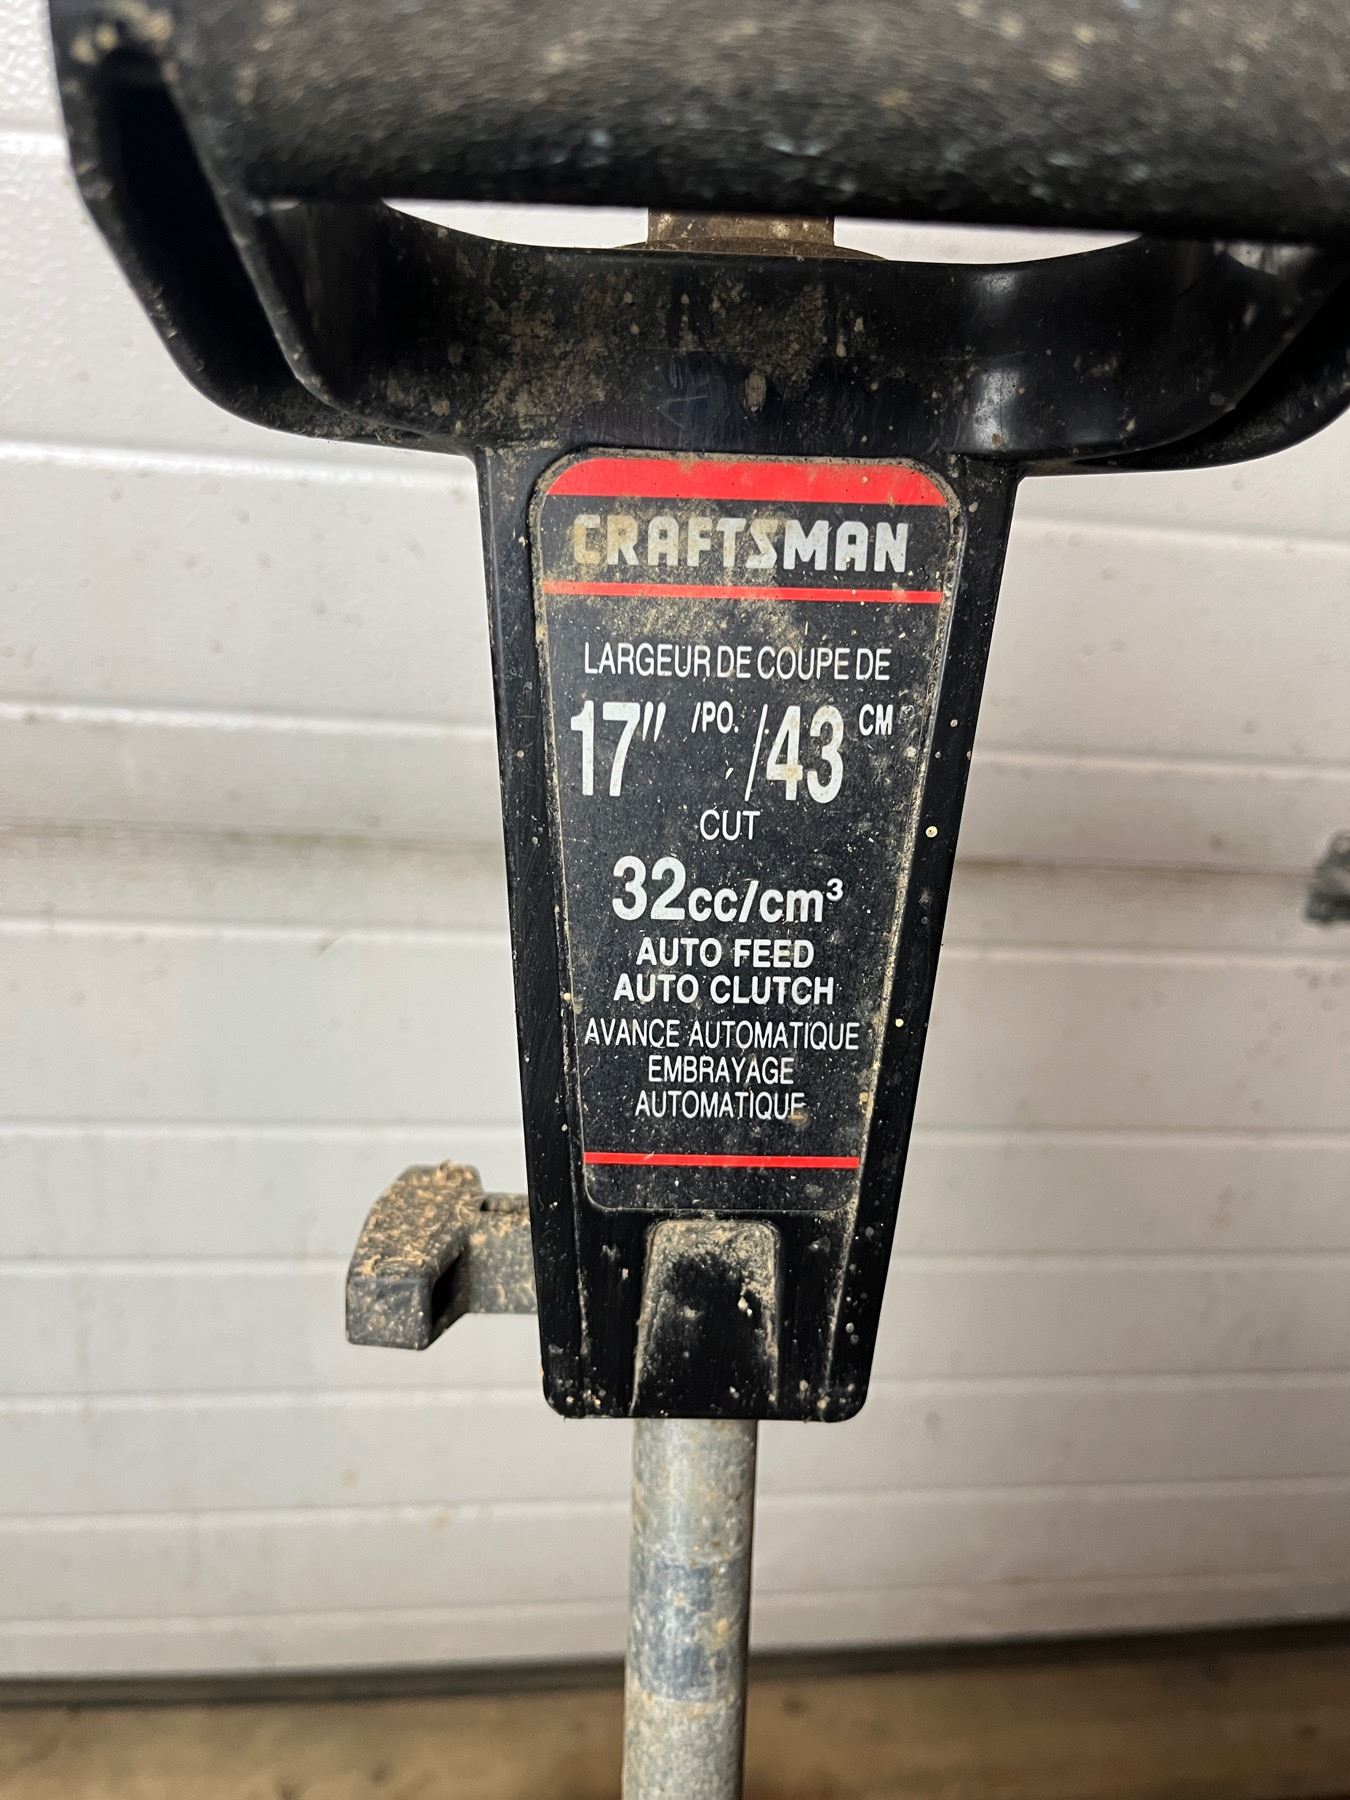 CRAFTSMAN
LARGEUR DE COUPE DE
17" /PO. /43 CM
CUT
32cc/cm³
AUTO FEED
AUTO CLUTCH
AVANCE AUTOMATIQUE
EMBRAYAGE
AUTOMATIQUE